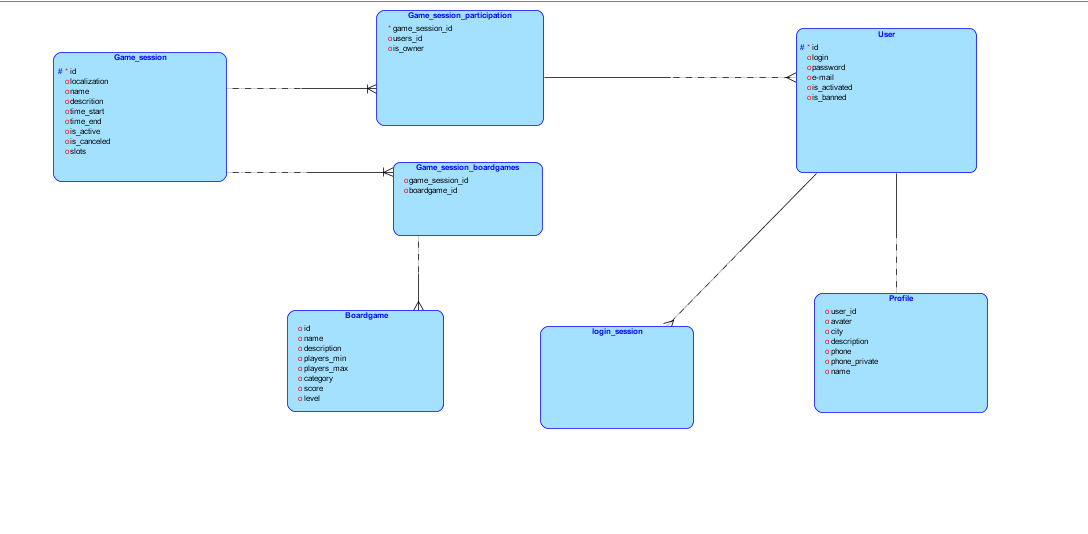 Game_session_participation
* game_session_id
o users_id
o is_owner
User
# * id
o login
o password
o e-mail
o is_activated
o is_banned
Game_session
# * id
o localization
o name
o descrition
o time_start
o time_end
o is_active
o is_canceled
o slots
Game_session_boardgames
o game_session_id
o boardgame_id
Boardgame
o id
o name
o description
o players_min
o players_max
o category
o score
o level
login_session
Profile
o user_id
o avater
o city
o description
o phone
o phone_private
o name